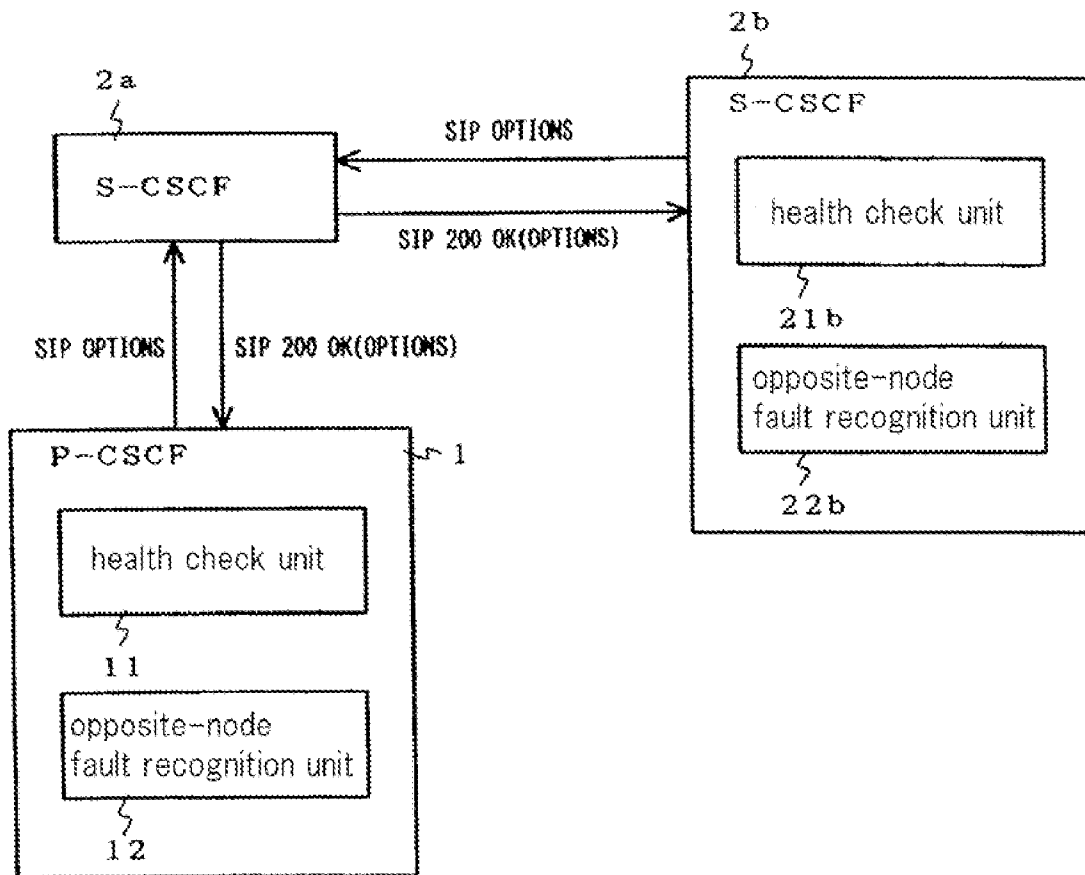 2b
2a
S-CSCF
SIP OPTIONS
S-CSCF
health check unit
SIP 200 OK(OPTIONS)
21b
SIP OPTIONS
SIP 200 OK(OPTIONS)
opposite-node
fault recognition unit
P-CSCF
1
22b
health check unit
11
opposite-node
fault recognition unit
12